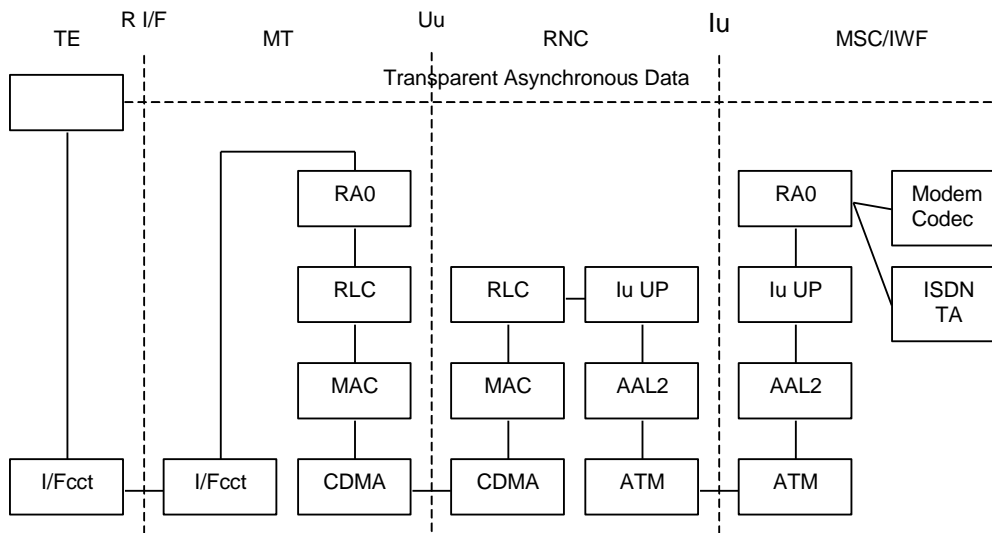 TE R I/F MT Uu RNC Iu MSC/IWF
Transparent Asynchronous Data
RA0 RA0 Modem
Codec
RLC RLC Iu UP Iu UP ISDN
TA
MAC MAC AAL2 AAL2
I/Fcct I/Fcct CDMA CDMA ATM ATM